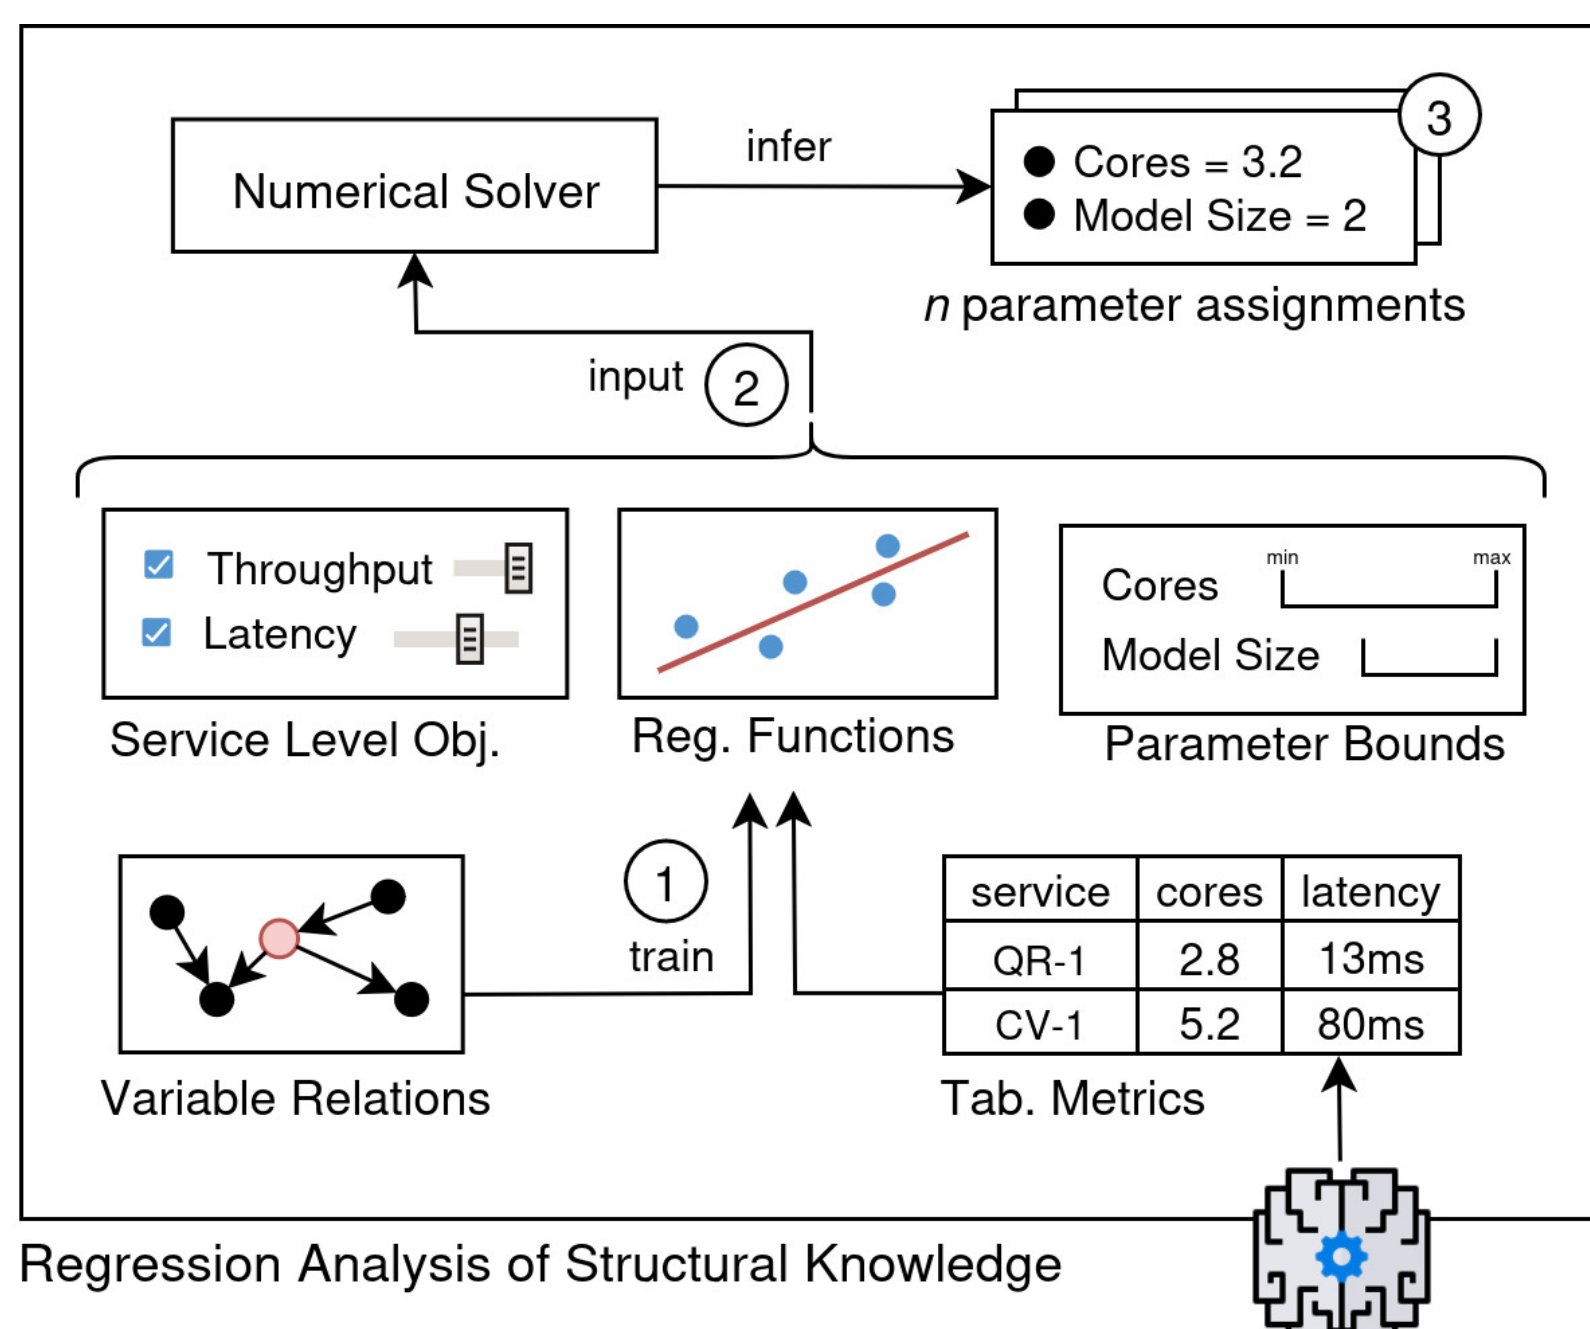 Numerical Solver
infer
3
Cores = 3.2
Model Size = 2
n parameter assignments
input
2
Throughput
Latency
Service Level Obj.
Reg. Functions
min
max
Cores
Model Size
Parameter Bounds
1
train
Variable Relations
service cores latency
QR-1 2.8 13ms
CV-1 5.2 80ms
Tab. Metrics
Regression Analysis of Structural Knowledge